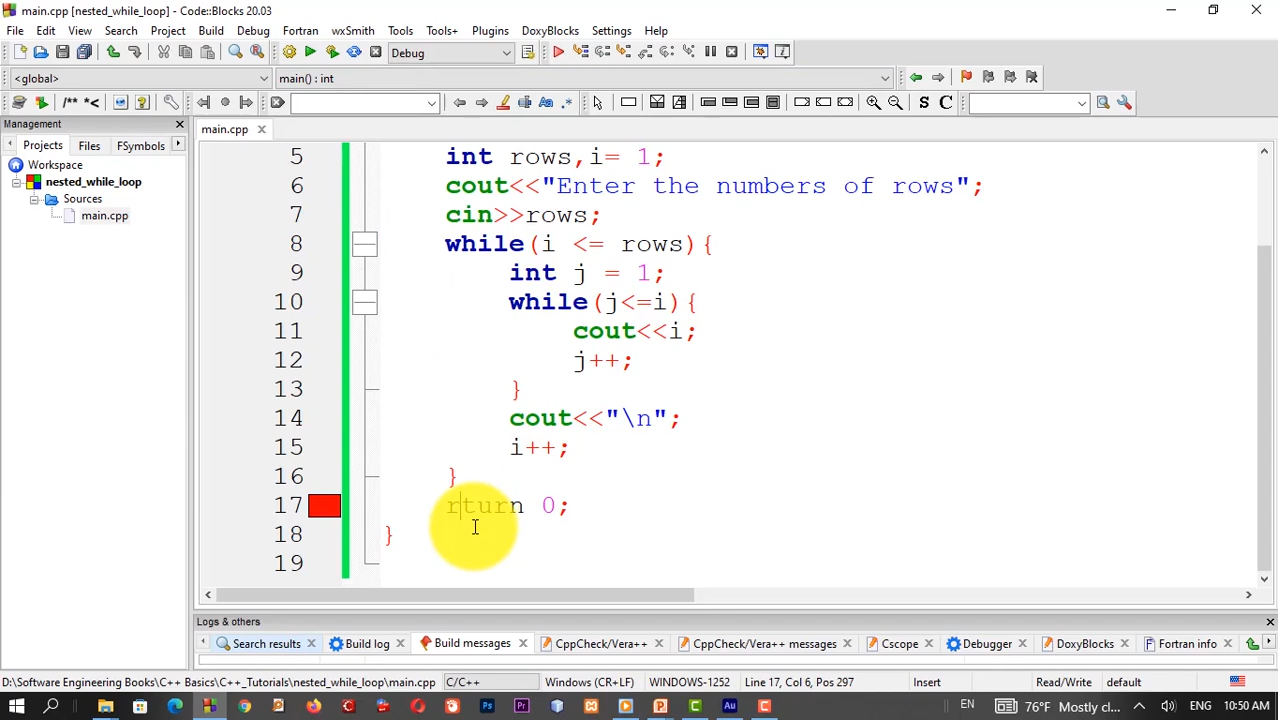 main.cpp [nested_while_loop] - Code::Blocks 20.03
File Edit View Search Project Build Debug Fortran wxSmith Tools Tools+ Plugins DoxyBlocks Settings Help
Debug
<global> main() : int
/** *< Aa .* S C
Management
main.cpp
Projects Files FSymbols
Workspace
nested_while_loop
Sources
main.cpp
5 int rows,i= 1;
6 cout<<"Enter the numbers of rows";
7 cin>>rows;
8 while(i <= rows){
9 int j = 1;
10 while(j<=i){
11 cout<<i;
12 j++;
13 }
14 cout<<"\n";
15 i++;
16 }
17 rturn 0;
18 }
19
Logs & others
Search results Build log Build messages CppCheck/Vera++ CppCheck/Vera++ messages Cscope Debugger DoxyBlocks Fortran info
D:\Software Engineering Books\C++ Basics\C++_Tutorials\nested_while_loop\main.cpp C/C++ Windows (CR+LF) WINDOWS-1252 Line 17, Col 6, Pos 297 Insert Read/Write default
Ps Pr Au EN 76°F Mostly cl... 10:50 AM